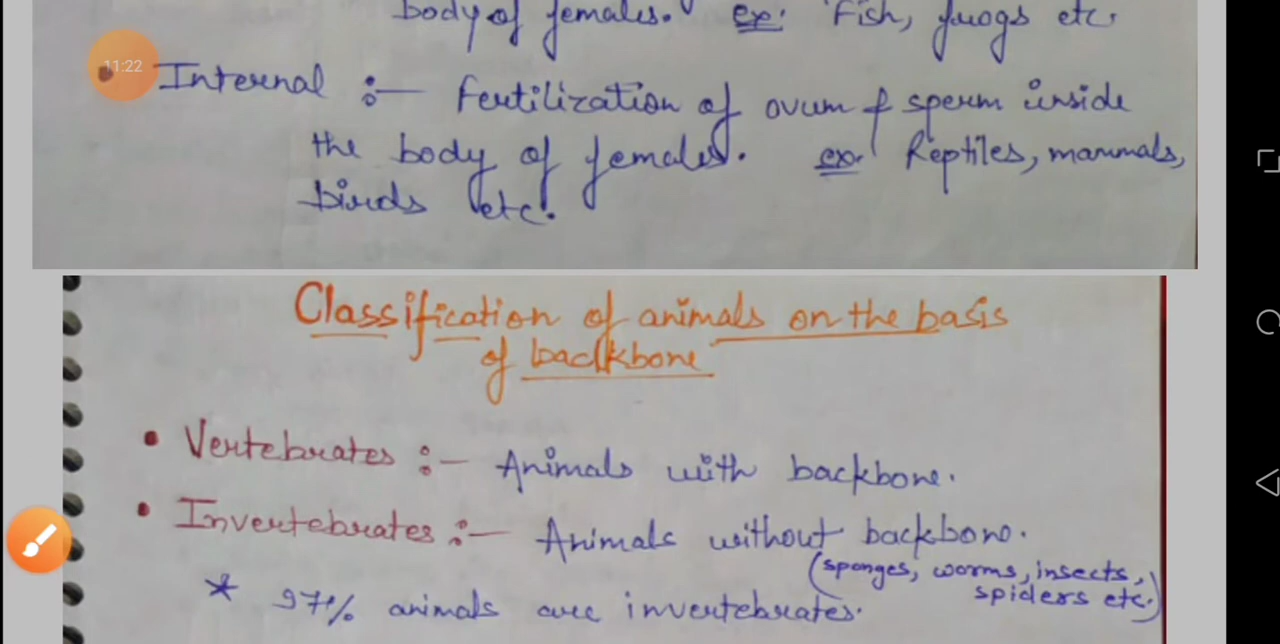 body of females. ex: Fish, frogs etc.
11:22
Internal :— Fertilization of ovum & sperm inside
the body of females. ex. Reptiles, mammals,
birds etc.
Classification of animals on the basis
of backbone
• Vertebrates :— Animals with backbone.
• Invertebrates :— Animals without backbone.
(sponges, worms, insects,
spiders etc.)
* 97% animals are invertebrates.